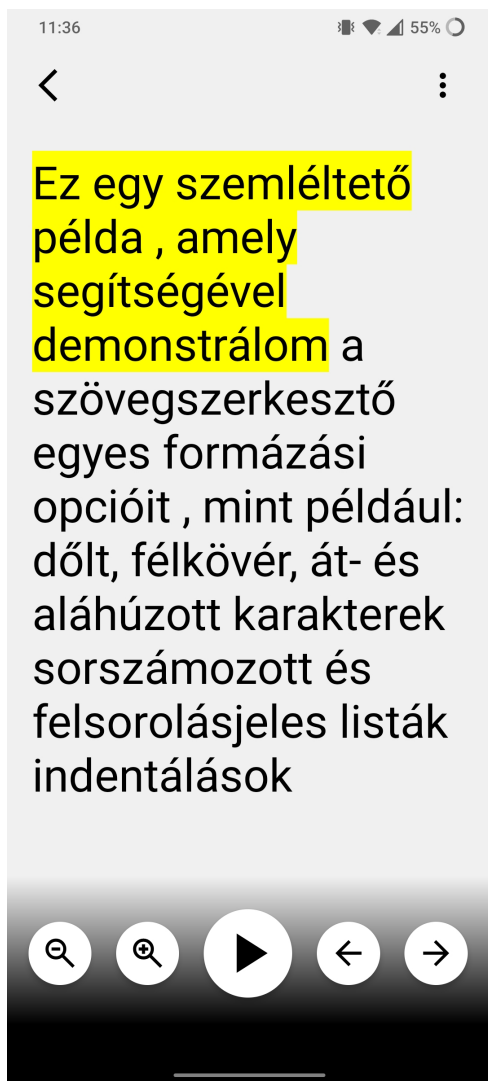 11:36
55%
Ez egy szemléltető
példa , amely
segítségével
demonstrálom a
szövegszerkesztő
egyes formázási
opcióit , mint például:
dőlt, félkövér, át- és
aláhúzott karakterek
sorszámozott és
felsorolásjeles listák
indentálások